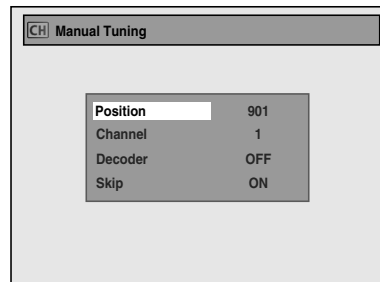 CH Manual Tuning
Position 901
Channel 1
Decoder OFF
Skip ON